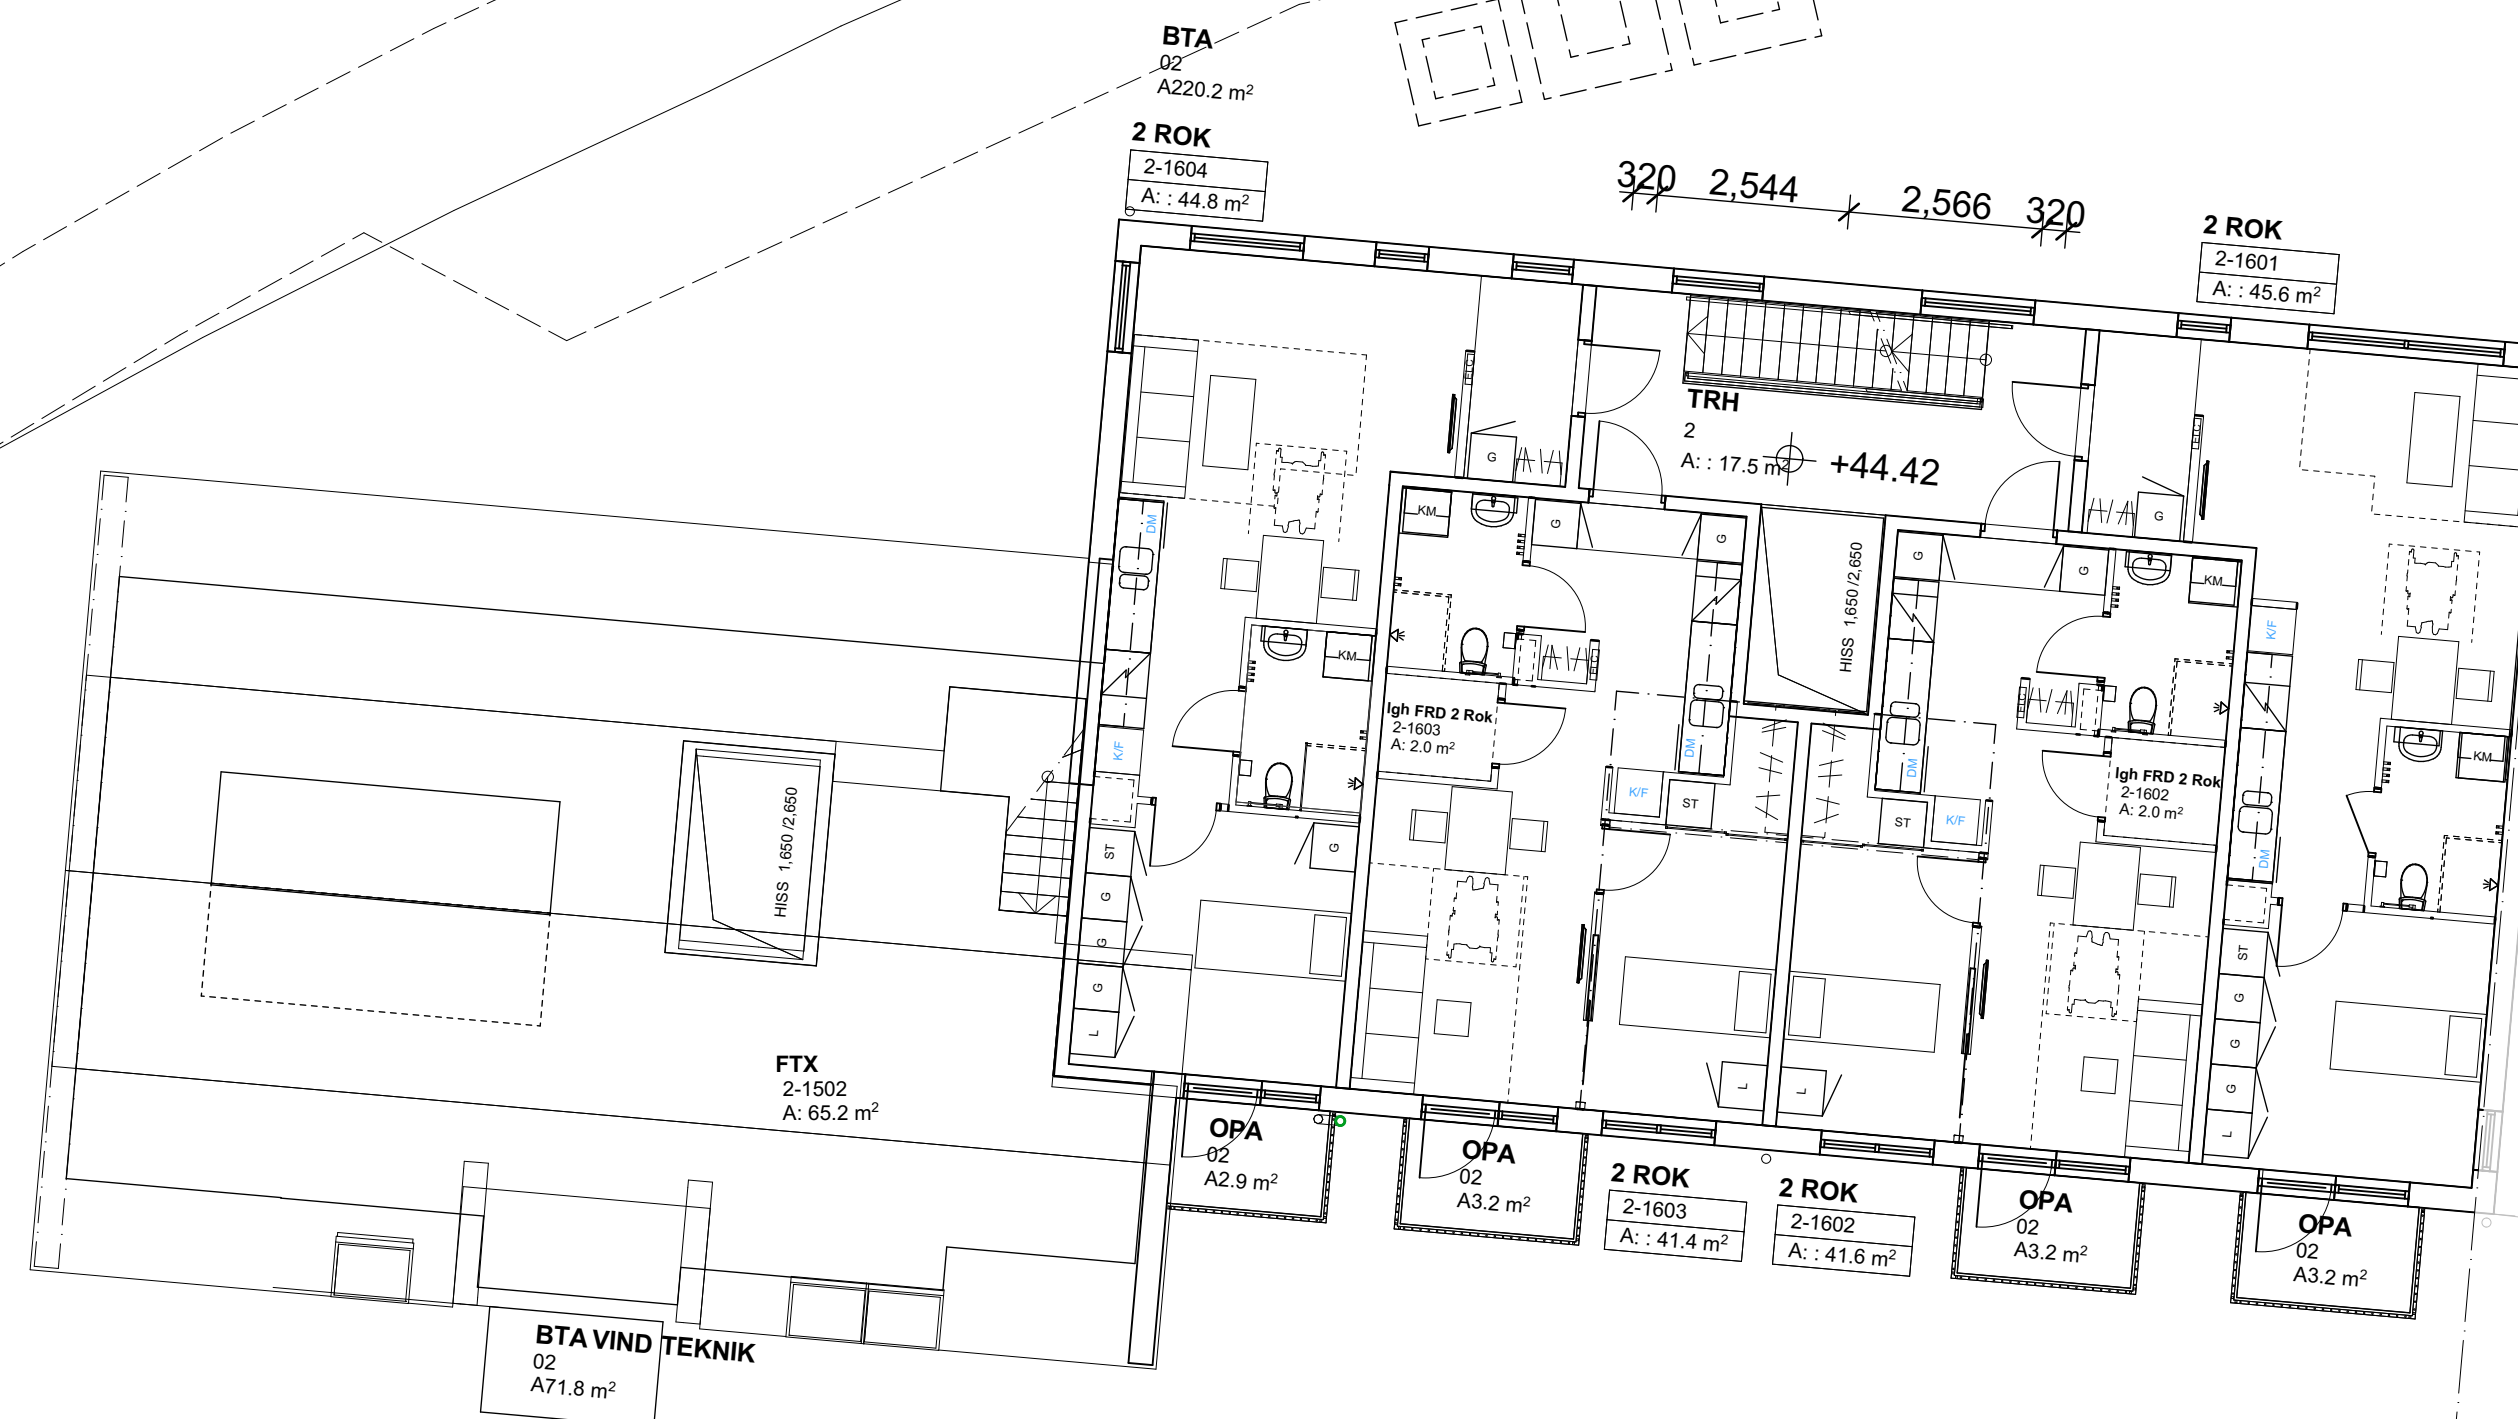 BTA
02
A220.2 m²
2 ROK
2-1604
A: : 44.8 m²
320
2,544
2,566
320
2 ROK
2-1601
A: : 45.6 m²
ELC
TRH
2
A: : 17.5 m²
+44.42
ELC
G
G
DM
KM
G
G
HISS 1,650 /2,650
G
G
KM
K/F
KM
ELC
ELC
Igh FRD 2 Rok
2-1603
A: 2.0 m²
K/F
DM
DM
Igh FRD 2 Rok
2-1602
A: 2.0 m²
KM
K/F
ST
ST
K/F
DM
HISS 1,650 /2,650
ST
G
G
G
G
L
ST
G
G
G
L
L
L
FTX
2-1502
A: 65.2 m²
OPA
02
A2.9 m²
OPA
02
A3.2 m²
2 ROK
2-1603
A: : 41.4 m²
2 ROK
2-1602
A: : 41.6 m²
OPA
02
A3.2 m²
OPA
02
A3.2 m²
BTA VIND TEKNIK
02
A71.8 m²